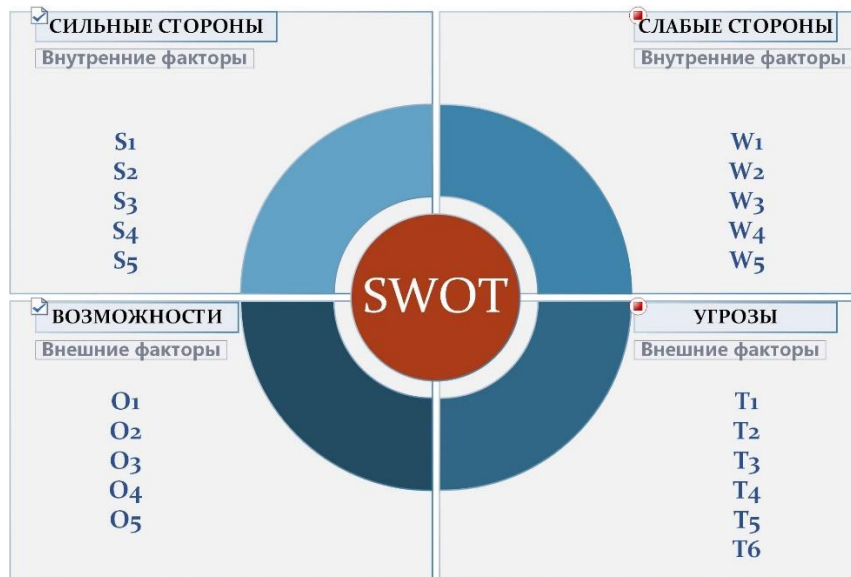 СИЛЬНЫЕ СТОРОНЫ
Внутренние факторы
S1
S2
S3
S4
S5
СЛАБЫЕ СТОРОНЫ
Внутренние факторы
W1
W2
W3
W4
W5
SWOT
ВОЗМОЖНОСТИ
Внешние факторы
O1
O2
O3
O4
O5
УГРОЗЫ
Внешние факторы
T1
T2
T3
T4
T5
T6